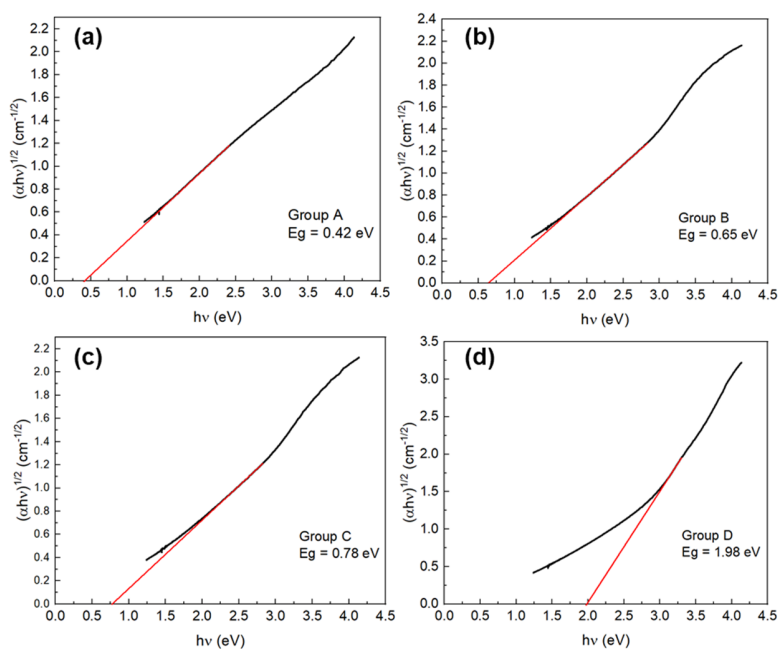 (a)
(αhν)1/2 (cm-1/2)
2.2
2.0
1.8
1.6
1.4
1.2
1.0
0.8
0.6
0.4
0.2
0.0
Group A
Eg = 0.42 eV
0.0 0.5 1.0 1.5 2.0 2.5 3.0 3.5 4.0 4.5
hν (eV)
(b)
(αhν)1/2 (cm-1/2)
2.4
2.2
2.0
1.8
1.6
1.4
1.2
1.0
0.8
0.6
0.4
0.2
0.0
Group B
Eg = 0.65 eV
0.0 0.5 1.0 1.5 2.0 2.5 3.0 3.5 4.0 4.5
hν (eV)
(c)
(αhν)1/2 (cm-1/2)
2.2
2.0
1.8
1.6
1.4
1.2
1.0
0.8
0.6
0.4
0.2
0.0
Group C
Eg = 0.78 eV
0.0 0.5 1.0 1.5 2.0 2.5 3.0 3.5 4.0 4.5
hν (eV)
(d)
(αhν)1/2 (cm-1/2)
3.5
3.0
2.5
2.0
1.5
1.0
0.5
0.0
Group D
Eg = 1.98 eV
0.0 0.5 1.0 1.5 2.0 2.5 3.0 3.5 4.0 4.5
hν (eV)